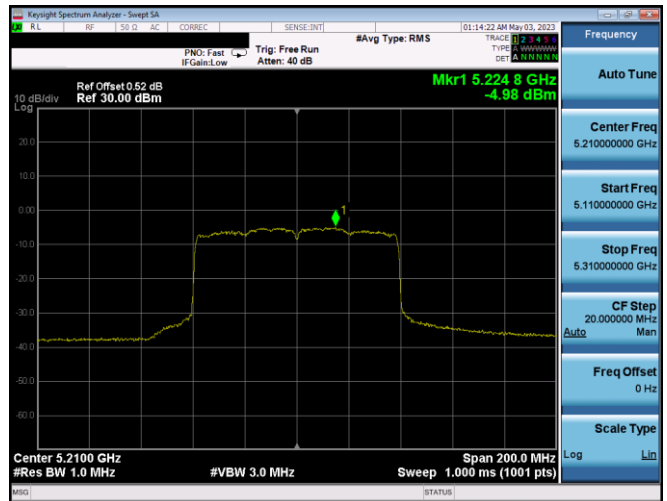 Keysight Spectrum Analyzer - Swept SA
RL RF 50 Ω AC CORREC SENSE:INT 01:14:22 AM May 03, 2023
#Avg Type: RMS TRACE 1 2 3 4 5 6
PNO: Fast Trig: Free Run TYPE A WWWWW
IFGain:Low Atten: 40 dB DET A N N N N N
Mkr1 5.224 8 GHz
Ref Offset 0.52 dB
10 dB/div Ref 30.00 dBm -4.98 dBm
Log
20.0
10.0
0.00
1
-10.0
-20.0
-30.0
-40.0
-50.0
-60.0
Center 5.2100 GHz Span 200.0 MHz
#Res BW 1.0 MHz #VBW 3.0 MHz Sweep 1.000 ms (1001 pts)
MSG STATUS
Frequency
Auto Tune
Center Freq
5.210000000 GHz
Start Freq
5.110000000 GHz
Stop Freq
5.310000000 GHz
CF Step
20.000000 MHz
Auto Man
Freq Offset
0 Hz
Scale Type
Log Lin